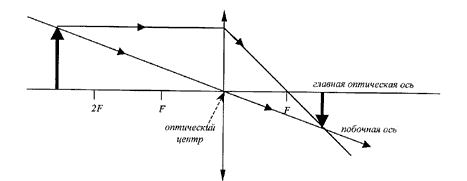 главная оптическая ось
2F F F
оптический
центр
побочная ось